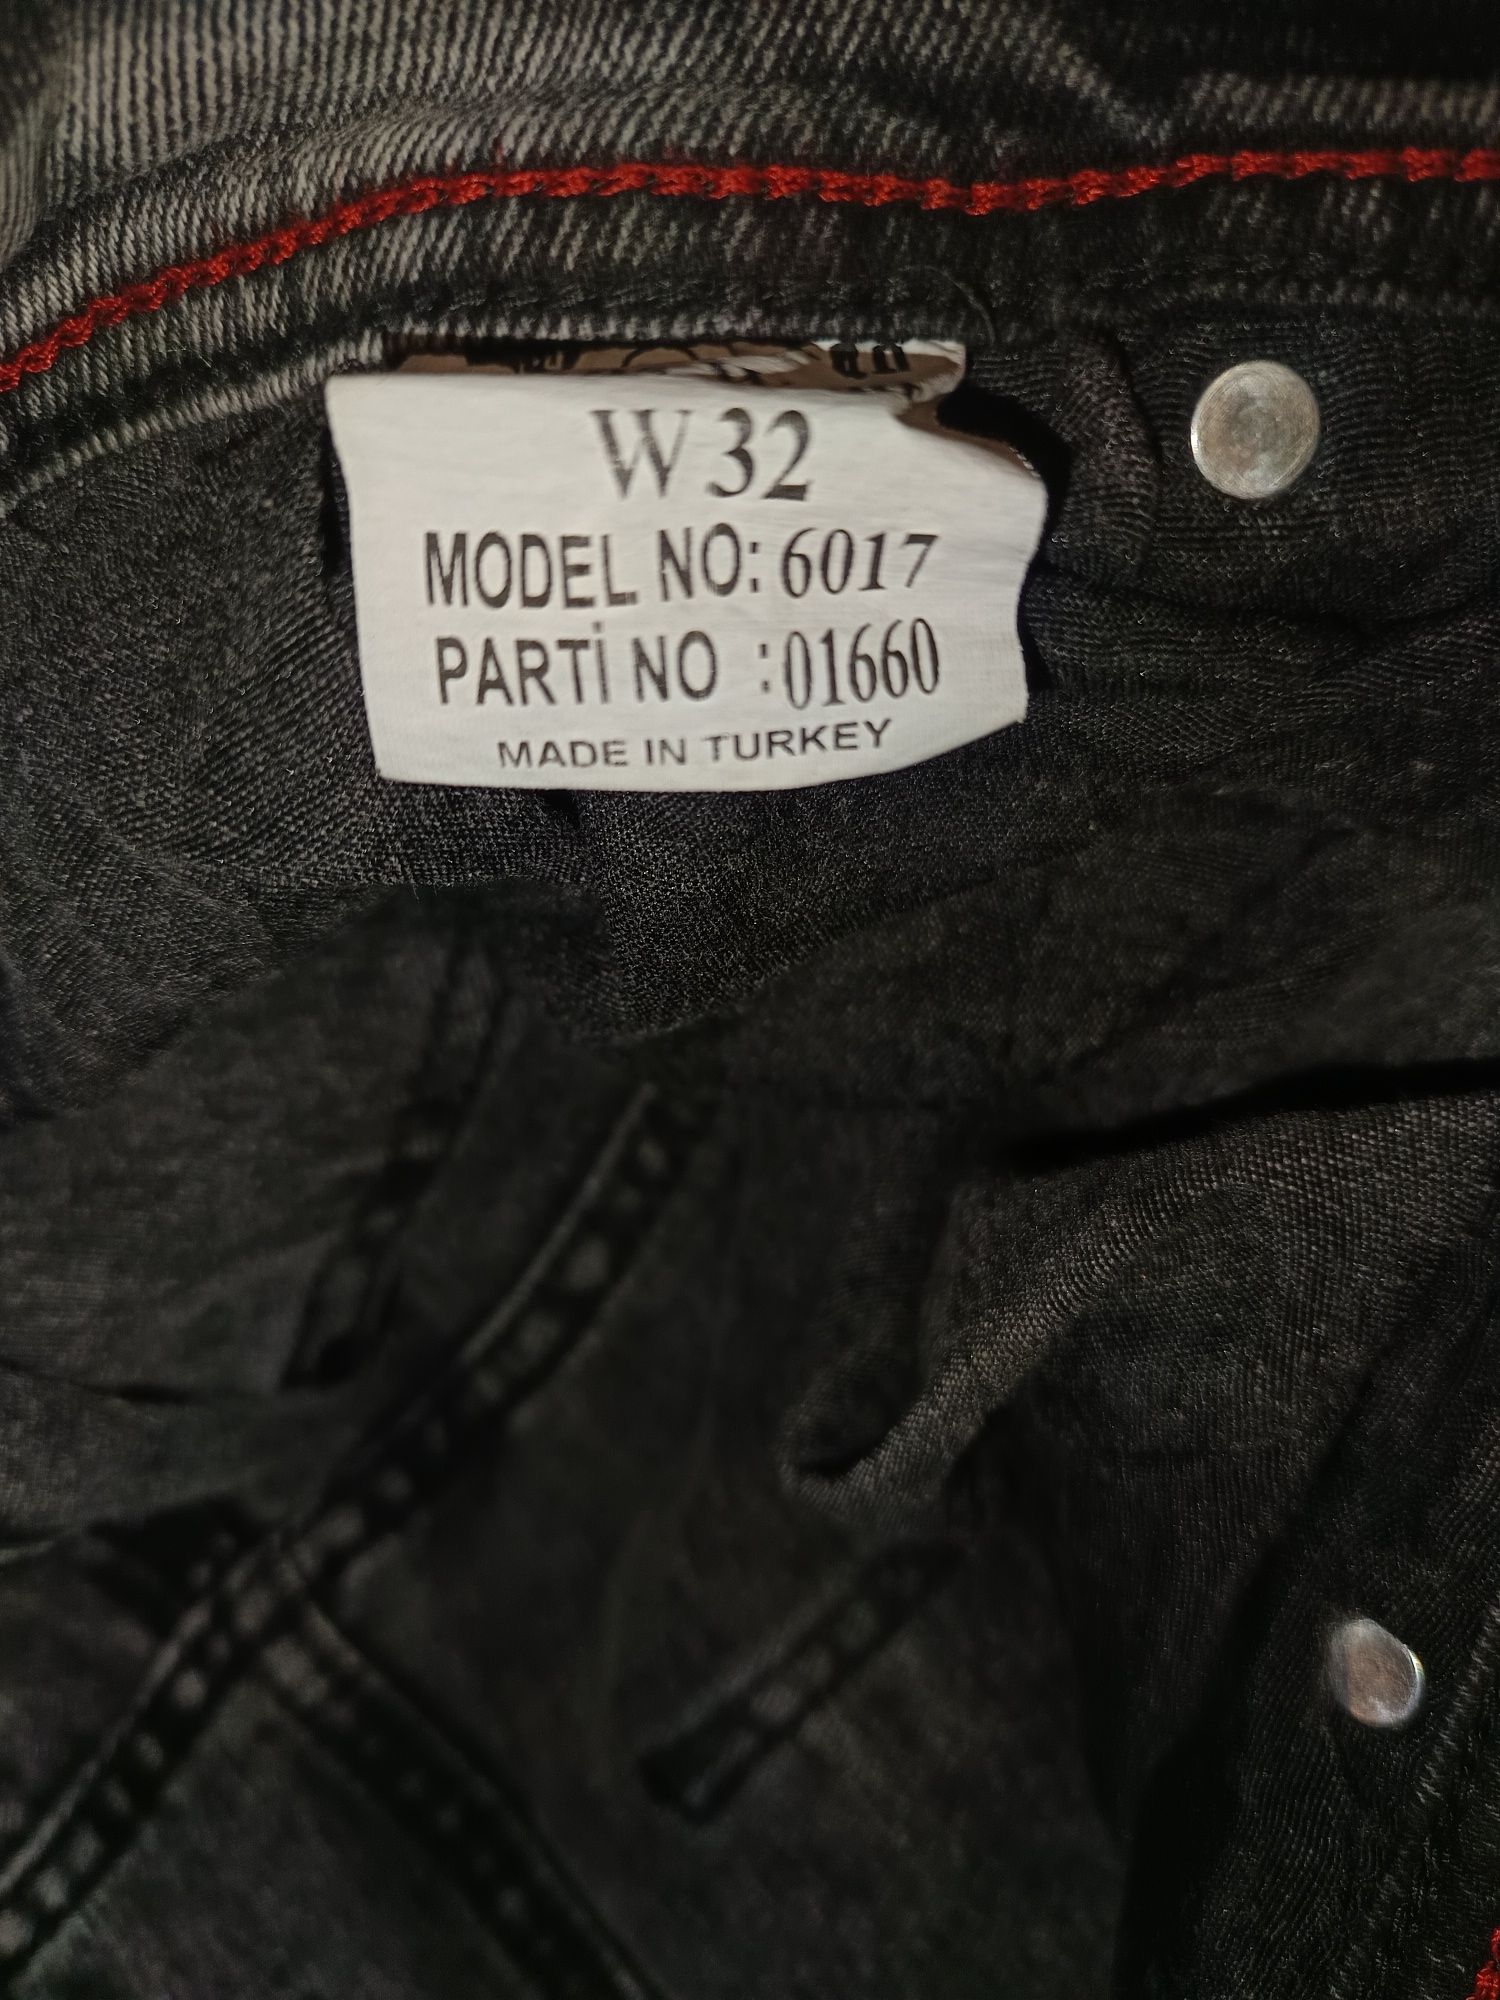 W 32
MODEL NO: 6017
PARTİ NO : 01660
MADE IN TURKEY